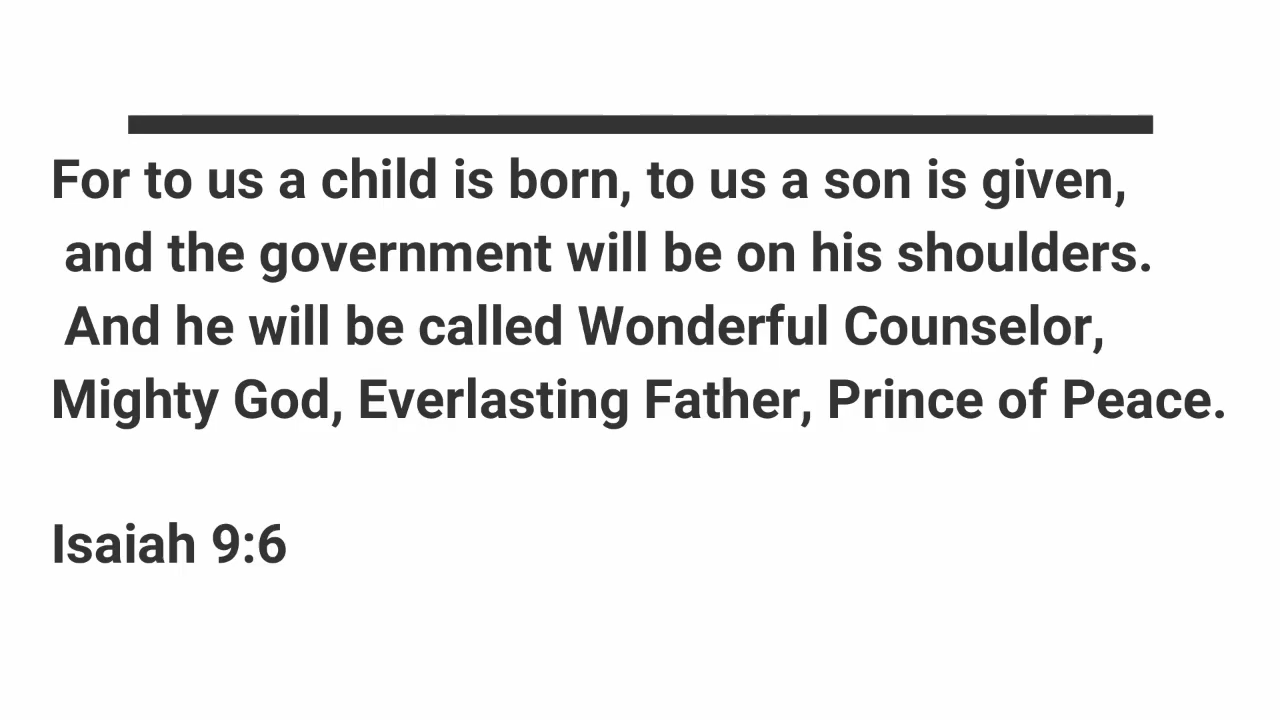 For to us a child is born, to us a son is given,
and the government will be on his shoulders.
And he will be called Wonderful Counselor,
Mighty God, Everlasting Father, Prince of Peace.
Isaiah 9:6